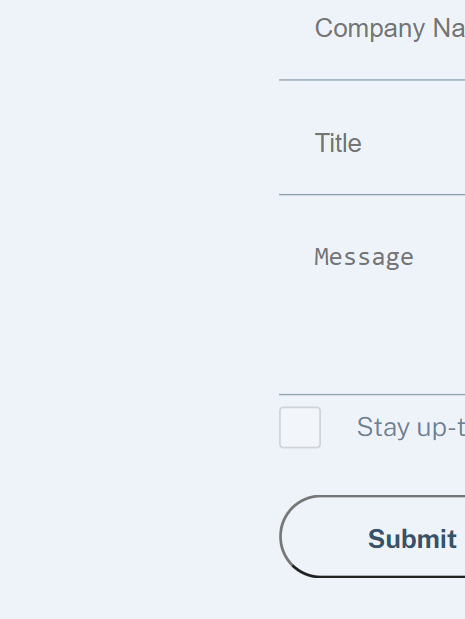 Company Na
Title
Message
Stay up-t
Submit